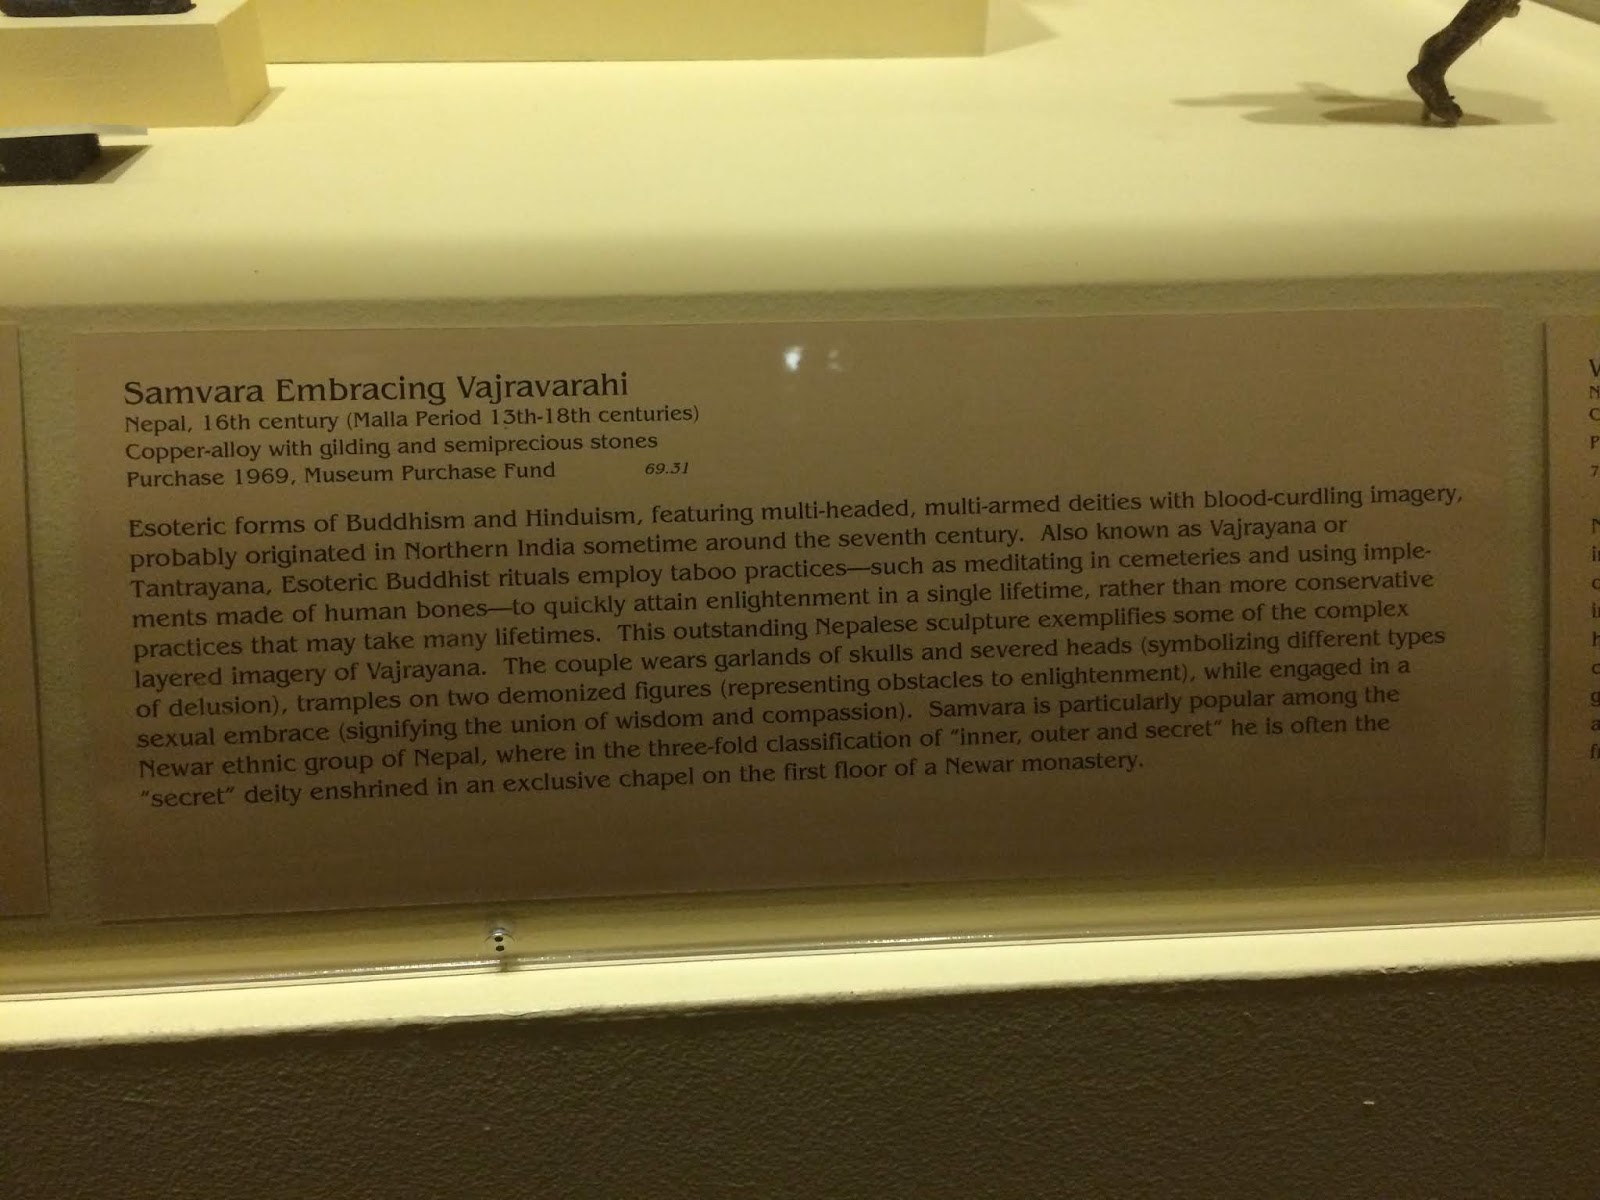 Samvara Embracing Vajravarahi
Nepal, 16th century (Malla Period 13th-18th centuries)
Copper-alloy with gilding and semiprecious stones
Purchase 1969, Museum Purchase Fund 69.31
Esoteric forms of Buddhism and Hinduism, featuring multi-headed, multi-armed deities with blood-curdling imagery,
probably originated in Northern India sometime around the seventh century. Also known as Vajrayana or
Tantrayana, Esoteric Buddhist rituals employ taboo practices—such as meditating in cemeteries and using imple-
ments made of human bones—to quickly attain enlightenment in a single lifetime, rather than more conservative
practices that may take many lifetimes. This outstanding Nepalese sculpture exemplifies some of the complex
layered imagery of Vajrayana. The couple wears garlands of skulls and severed heads (symbolizing different types
of delusion), tramples on two demonized figures (representing obstacles to enlightenment), while engaged in a
sexual embrace (signifying the union of wisdom and compassion). Samvara is particularly popular among the
Newar ethnic group of Nepal, where in the three-fold classification of "inner, outer and secret" he is often the
"secret" deity enshrined in an exclusive chapel on the first floor of a Newar monastery.